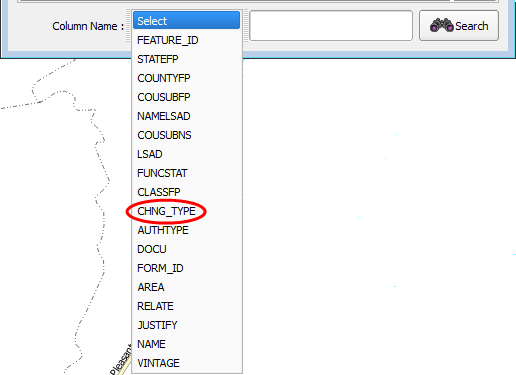 Column Name :
Select
Search
FEATURE_ID
STATEFP
COUNTYFP
COUSUBFP
NAMELSAD
COUSUBNS
LSAD
FUNCSTAT
CLASSFP
CHNG_TYPE
AUTHTYPE
DOCU
FORM_ID
AREA
RELATE
JUSTIFY
NAME
VINTAGE
Pleasant